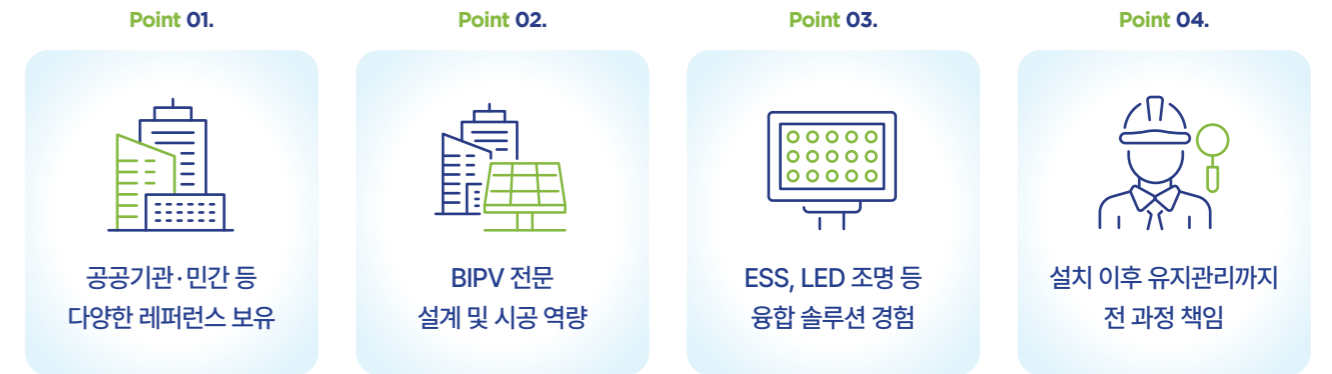 Point 01.
공공기관·민간 등
다양한 레퍼런스 보유
Point 02.
BIPV 전문
설계 및 시공 역량
Point 03.
ESS, LED 조명 등
융합 솔루션 경험
Point 04.
설치 이후 유지관리까지
전 과정 책임